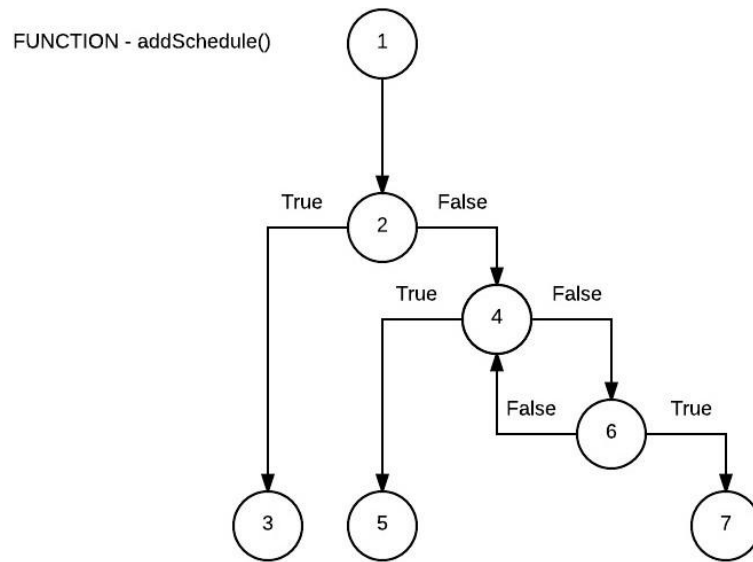 FUNCTION - addSchedule()
1
True
2
False
True
4
False
False
6
True
3
5
7